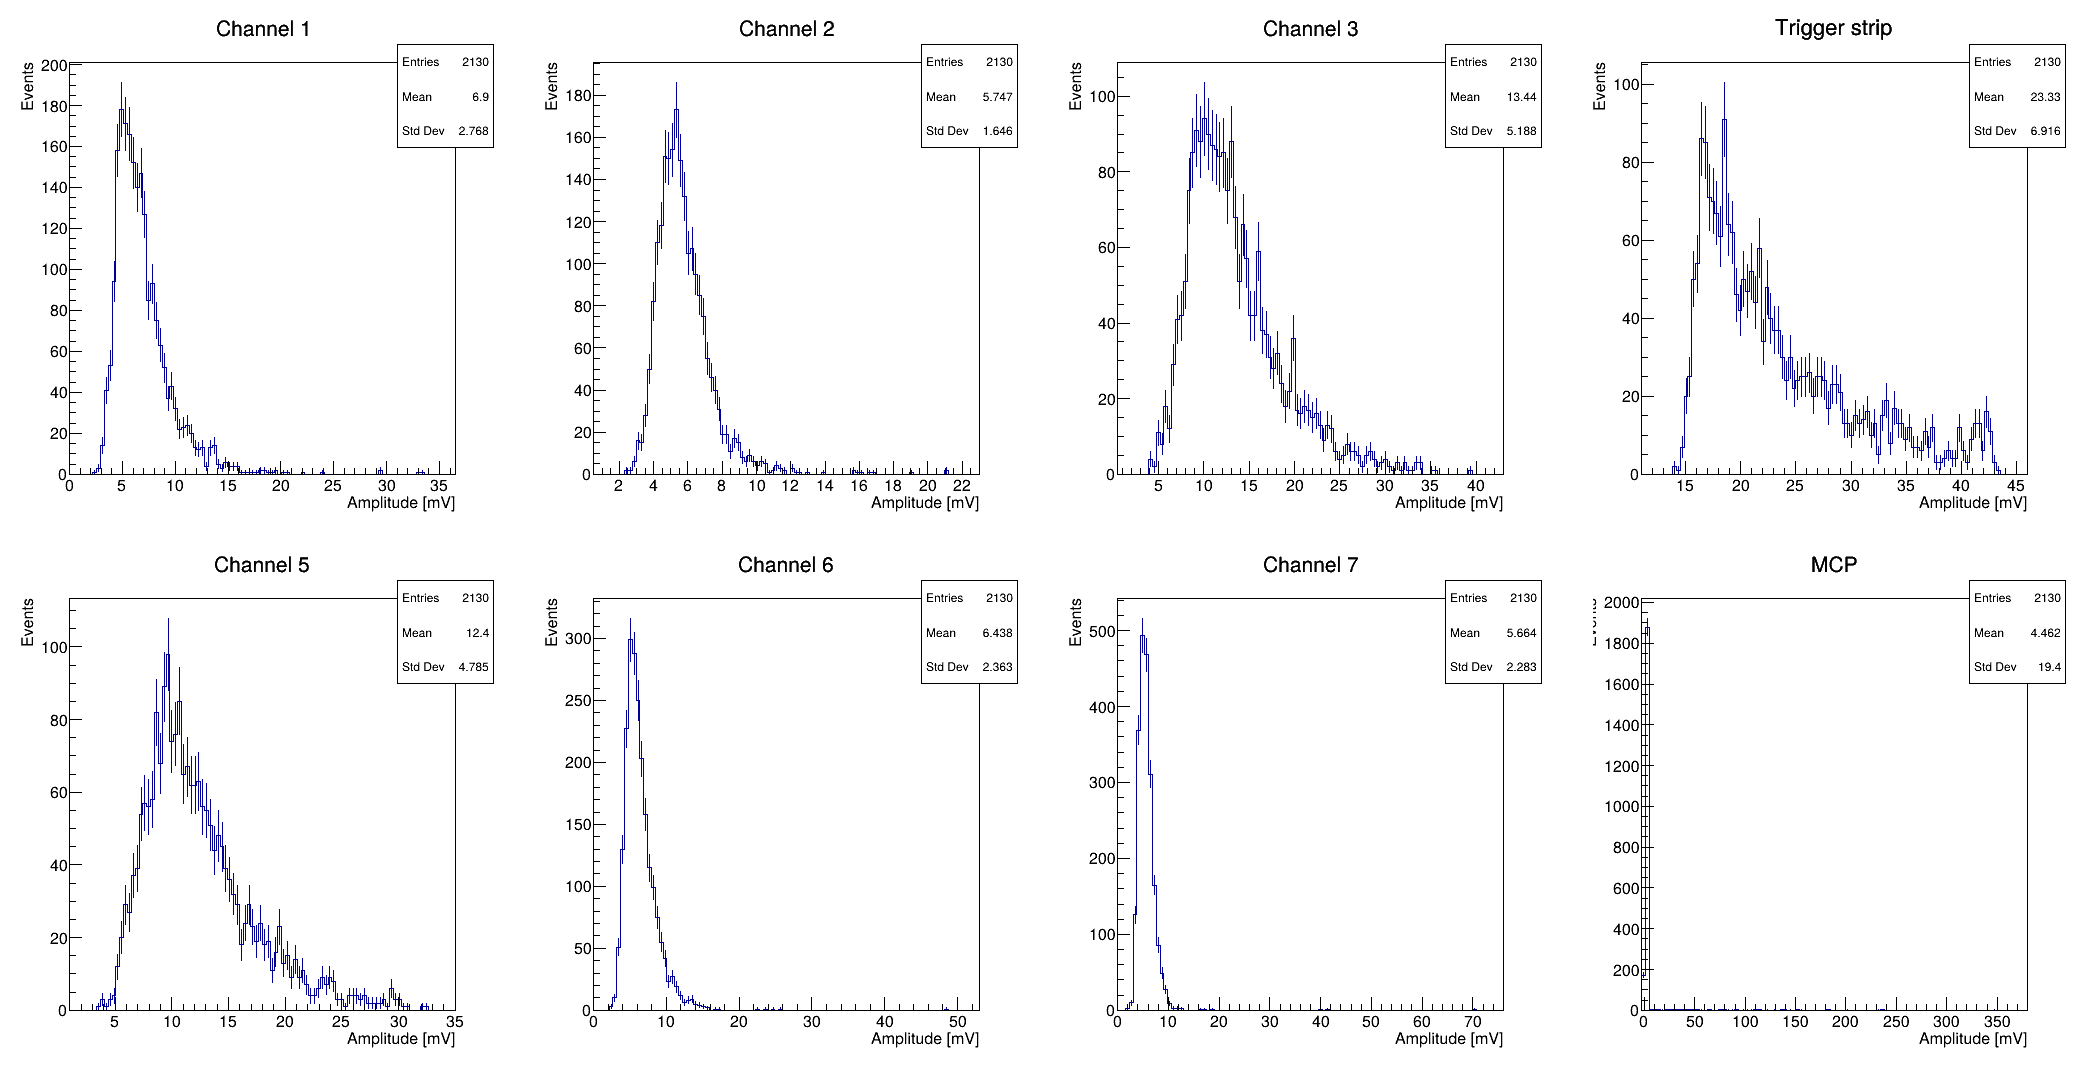 Channel 1
Events
Entries 2130
Mean 6.9
Std Dev 2.768
200
180
160
140
120
100
80
60
40
20
0
0 5 10 15 20 25 30 35
Amplitude [mV]
Channel 2
Events
Entries 2130
Mean 5.747
Std Dev 1.646
180
160
140
120
100
80
60
40
20
0
2 4 6 8 10 12 14 16 18 20 22
Amplitude [mV]
Channel 3
Events
Entries 2130
Mean 13.44
Std Dev 5.188
100
80
60
40
20
0
5 10 15 20 25 30 35 40
Amplitude [mV]
Trigger strip
Events
Entries 2130
Mean 23.33
Std Dev 6.916
100
80
60
40
20
0
15 20 25 30 35 40 45
Amplitude [mV]
Channel 5
Events
Entries 2130
Mean 12.4
Std Dev 4.785
100
80
60
40
20
0
5 10 15 20 25 30 35
Amplitude [mV]
Channel 6
Events
Entries 2130
Mean 6.438
Std Dev 2.363
300
250
200
150
100
50
0
0 10 20 30 40 50
Amplitude [mV]
Channel 7
Events
Entries 2130
Mean 5.664
Std Dev 2.283
500
400
300
200
100
0
0 10 20 30 40 50 60 70
Amplitude [mV]
MCP
Entries 2130
Mean 4.462
Std Dev 19.4
2000
1800
1600
1400
1200
1000
800
600
400
200
0
0 50 100 150 200 250 300 350
Amplitude [mV]